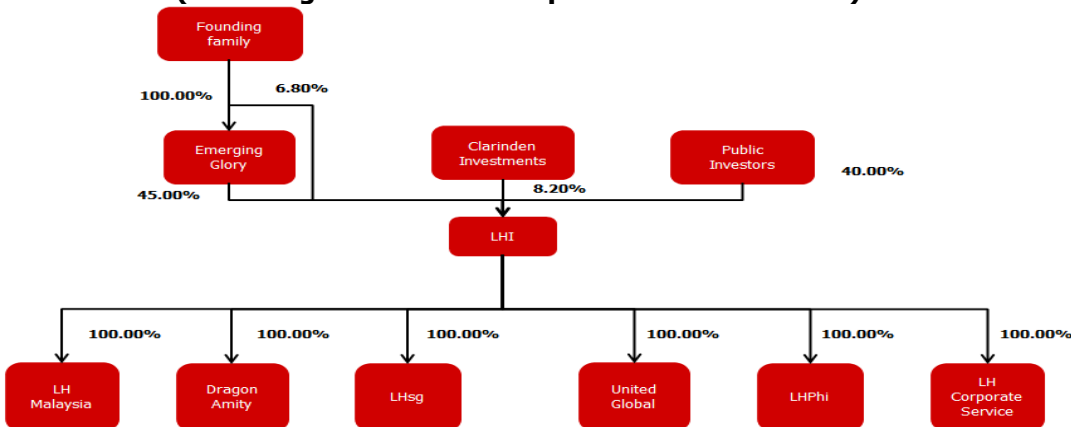 Founding
family
6.80%
100.00%
Emerging
Glory
Clarinden
Investments
Public
Investors
40.00%
45.00%
8.20%
LHI
100.00%
100.00%
100.00%
100.00%
100.00%
100.00%
LH
Malaysia
Dragon
Amity
LHsg
United
Global
LHPhi
LH
Corporate
Service